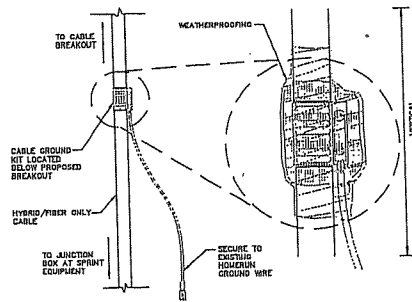 TO CABLE
BREAKOUT
WEATHERPROOFING
CABLE GROUND
KIT LOCATED
BELOW PROPOSED
BREAKOUT
HYBRID/FIBER ONLY
CABLE
TO JUNCTION
BOX AT SPRINT
EQUIPMENT
SECURE TO
EXISTING
HOMERUN
GROUND WIRE